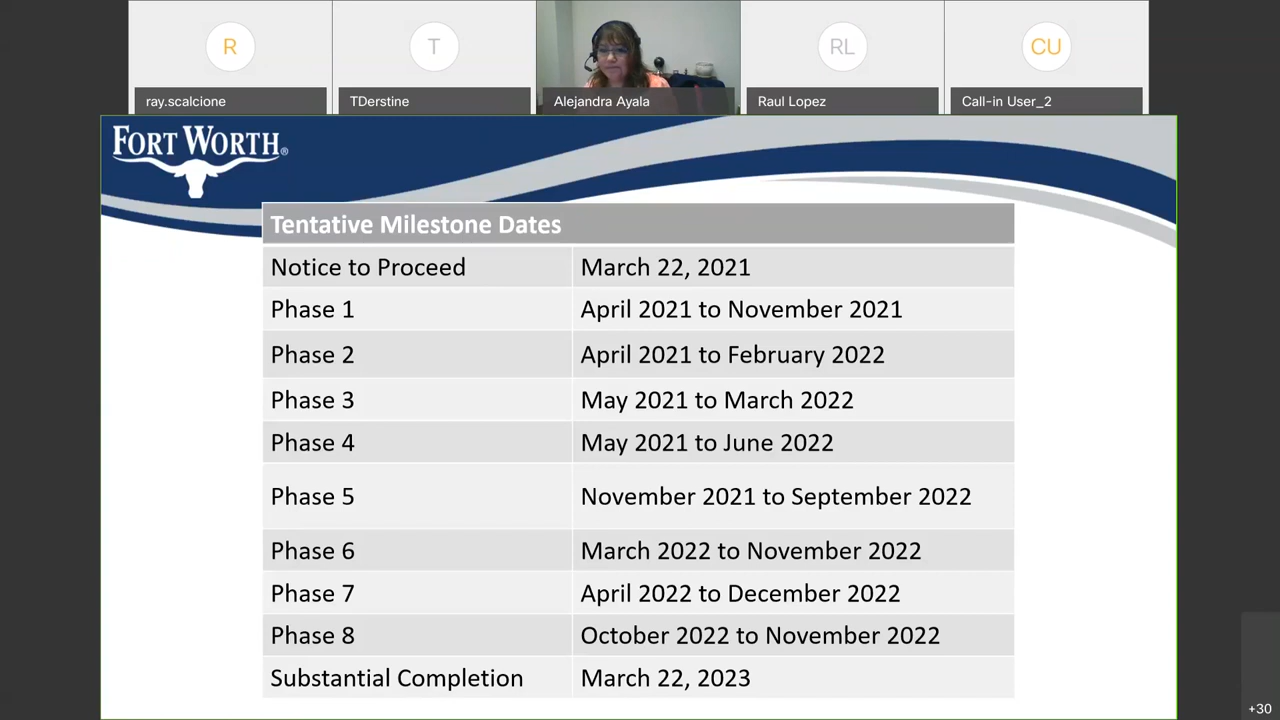 R
T
RL
CU
ray.scalcione
TDerstine
Alejandra Ayala
Raul Lopez
Call-in User_2
FORT WORTH®
Tentative Milestone Dates
Notice to Proceed March 22, 2021
Phase 1 April 2021 to November 2021
Phase 2 April 2021 to February 2022
Phase 3 May 2021 to March 2022
Phase 4 May 2021 to June 2022
Phase 5 November 2021 to September 2022
Phase 6 March 2022 to November 2022
Phase 7 April 2022 to December 2022
Phase 8 October 2022 to November 2022
Substantial Completion March 22, 2023
+30